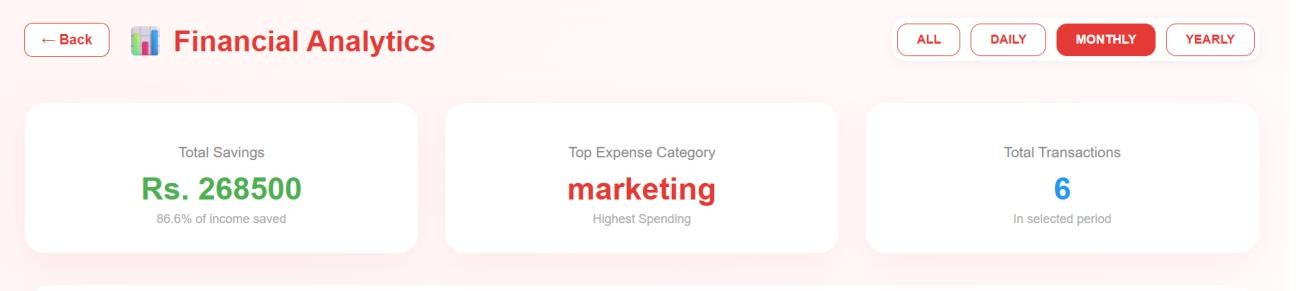 ← Back
Financial Analytics
ALL
DAILY
MONTHLY
YEARLY
Total Savings
Rs. 268500
86.6% of income saved
Top Expense Category
marketing
Highest Spending
Total Transactions
6
In selected period